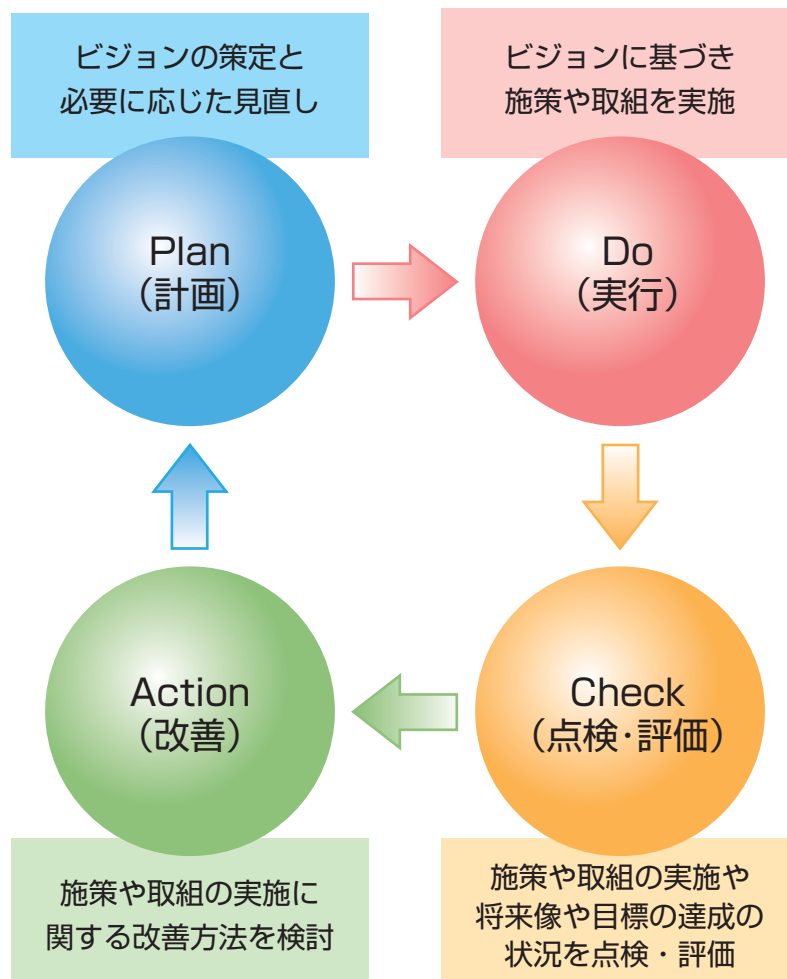 ビジョンの策定と
必要に応じた見直し
Plan
（計画）
ビジョンに基づき
施策や取組を実施
Do
（実行）
Check
（点検･評価）
施策や取組の実施や
将来像や目標の達成の
状況を点検・評価
Action
（改善）
施策や取組の実施に
関する改善方法を検討